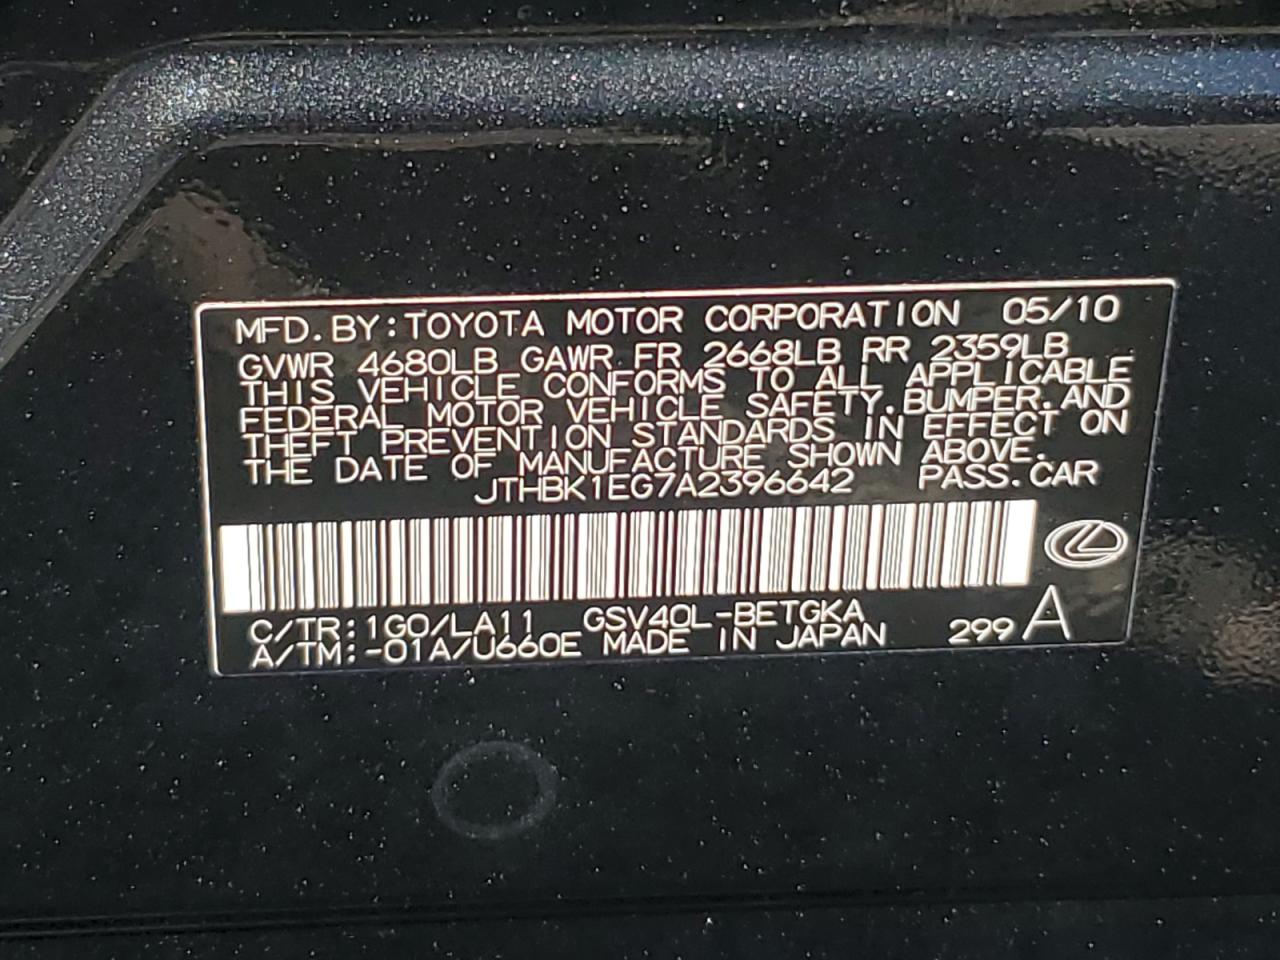 MFD. BY: TOYOTA MOTOR CORPORATION 05/10
GVWR 4680LB GAWR FR 2668LB RR 2359LB
THIS VEHICLE CONFORMS TO ALL APPLICABLE
FEDERAL MOTOR VEHICLE SAFETY, BUMPER, AND
THEFT PREVENTION STANDARDS IN EFFECT ON
THE DATE OF MANUFACTURE SHOWN ABOVE.
JTHBK1EG7A2396642 PASS. CAR
C/TR: 1G0/LA11 GSV40L-BETGKA
A/TM: -01A/U660E MADE IN JAPAN 299 A